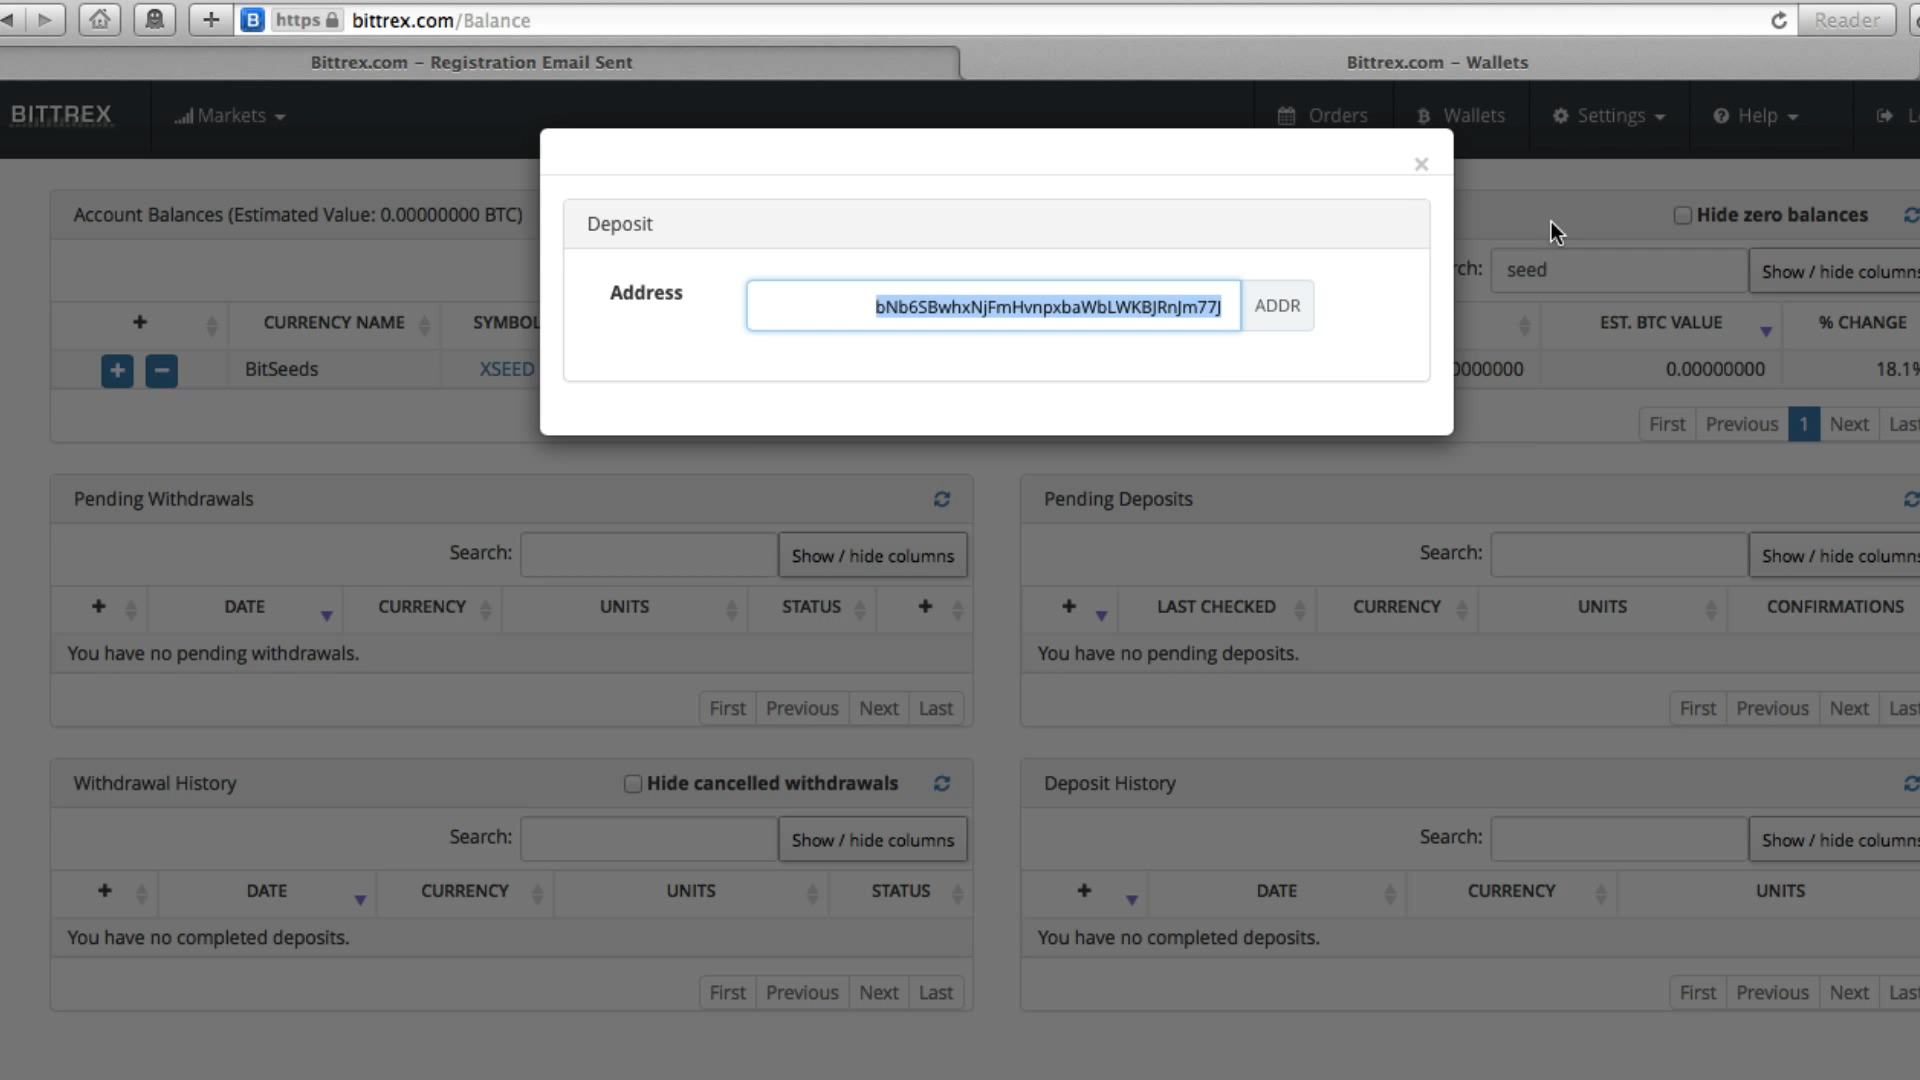 https bittrex.com/Balance
Reader
Bittrex.com – Registration Email Sent
Bittrex.com – Wallets
BITTREX
Markets
Orders
Wallets
Settings
Help
×
Account Balances (Estimated Value: 0.00000000 BTC)
Hide zero balances
Deposit
seed
Show / hide columns
Address
bNb6SBwhxNjFmHvnpxbaWbLWKBJRnJm77J
ADDR
CURRENCY NAME
SYMBOL
EST. BTC VALUE
% CHANGE
BitSeeds
XSEED
0.00000000
18.1%
First Previous 1 Next Last
Pending Withdrawals
Search:
Show / hide columns
DATE CURRENCY UNITS STATUS
You have no pending withdrawals.
First Previous Next Last
Pending Deposits
Search:
Show / hide columns
LAST CHECKED CURRENCY UNITS CONFIRMATIONS
You have no pending deposits.
First Previous Next Last
Withdrawal History
Hide cancelled withdrawals
Search:
Show / hide columns
DATE CURRENCY UNITS STATUS
You have no completed deposits.
First Previous Next Last
Deposit History
Search:
Show / hide columns
DATE CURRENCY UNITS
You have no completed deposits.
First Previous Next Last